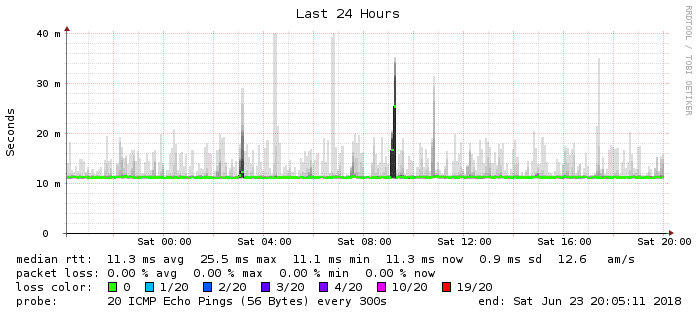 Last 24 Hours
RRDTOOL / TOBI OETIKER
40 m
30 m
20 m
10 m
0
Seconds
Sat 00:00 Sat 04:00 Sat 08:00 Sat 12:00 Sat 16:00 Sat 20:00
median rtt: 11.3 ms avg 25.5 ms max 11.1 ms min 11.3 ms now 0.9 ms sd 12.6 am/s
packet loss: 0.00 % avg 0.00 % max 0.00 % min 0.00 % now
loss color: 0 1/20 2/20 3/20 4/20 10/20 19/20
probe: 20 ICMP Echo Pings (56 Bytes) every 300s end: Sat Jun 23 20:05:11 2018